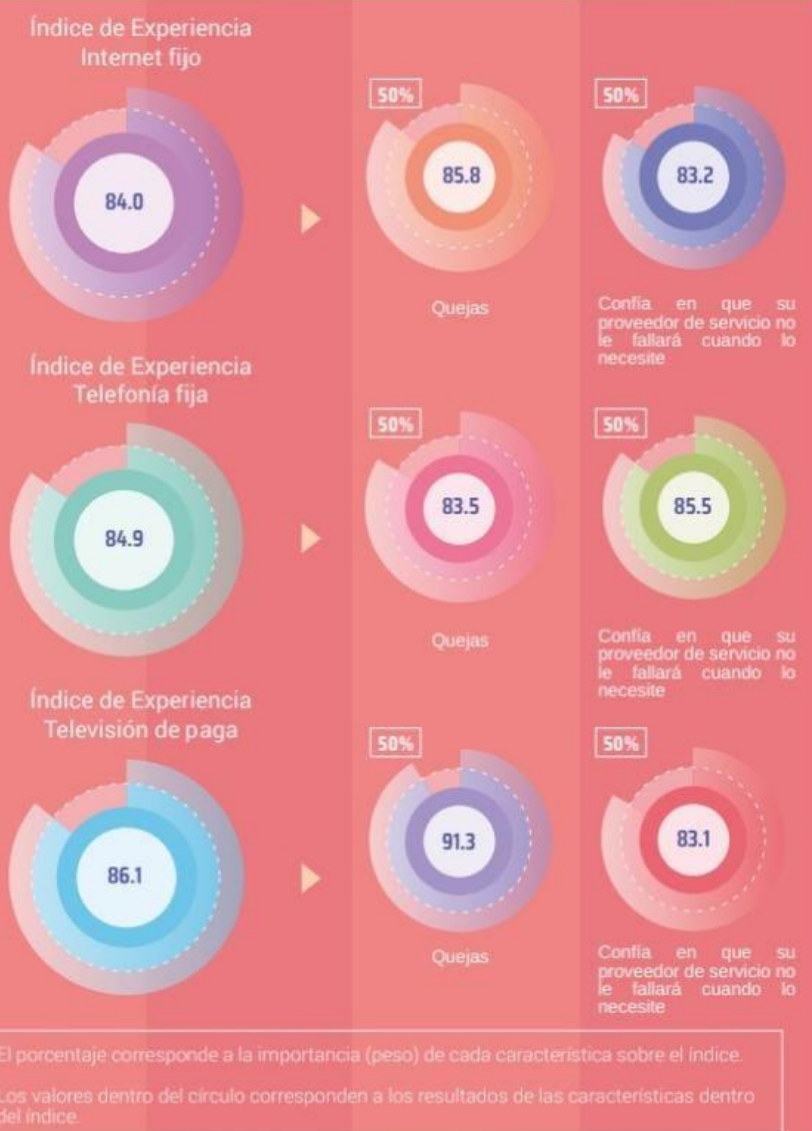 Índice de Experiencia
Internet fijo
50%
50%
84.0
85.8
83.2
Quejas
Confía en que su
proveedor de servicio no
le fallará cuando lo
necesite
Índice de Experiencia
Telefonía fija
50%
50%
84.9
83.5
85.5
Quejas
Confía en que su
proveedor de servicio no
le fallará cuando lo
necesite
Índice de Experiencia
Televisión de paga
50%
50%
86.1
91.3
83.1
Quejas
Confía en que su
proveedor de servicio no
le fallará cuando lo
necesite
El porcentaje corresponde a la importancia (peso) de cada característica sobre el índice.
Los valores dentro del círculo corresponden a los resultados de las características dentro
del índice.